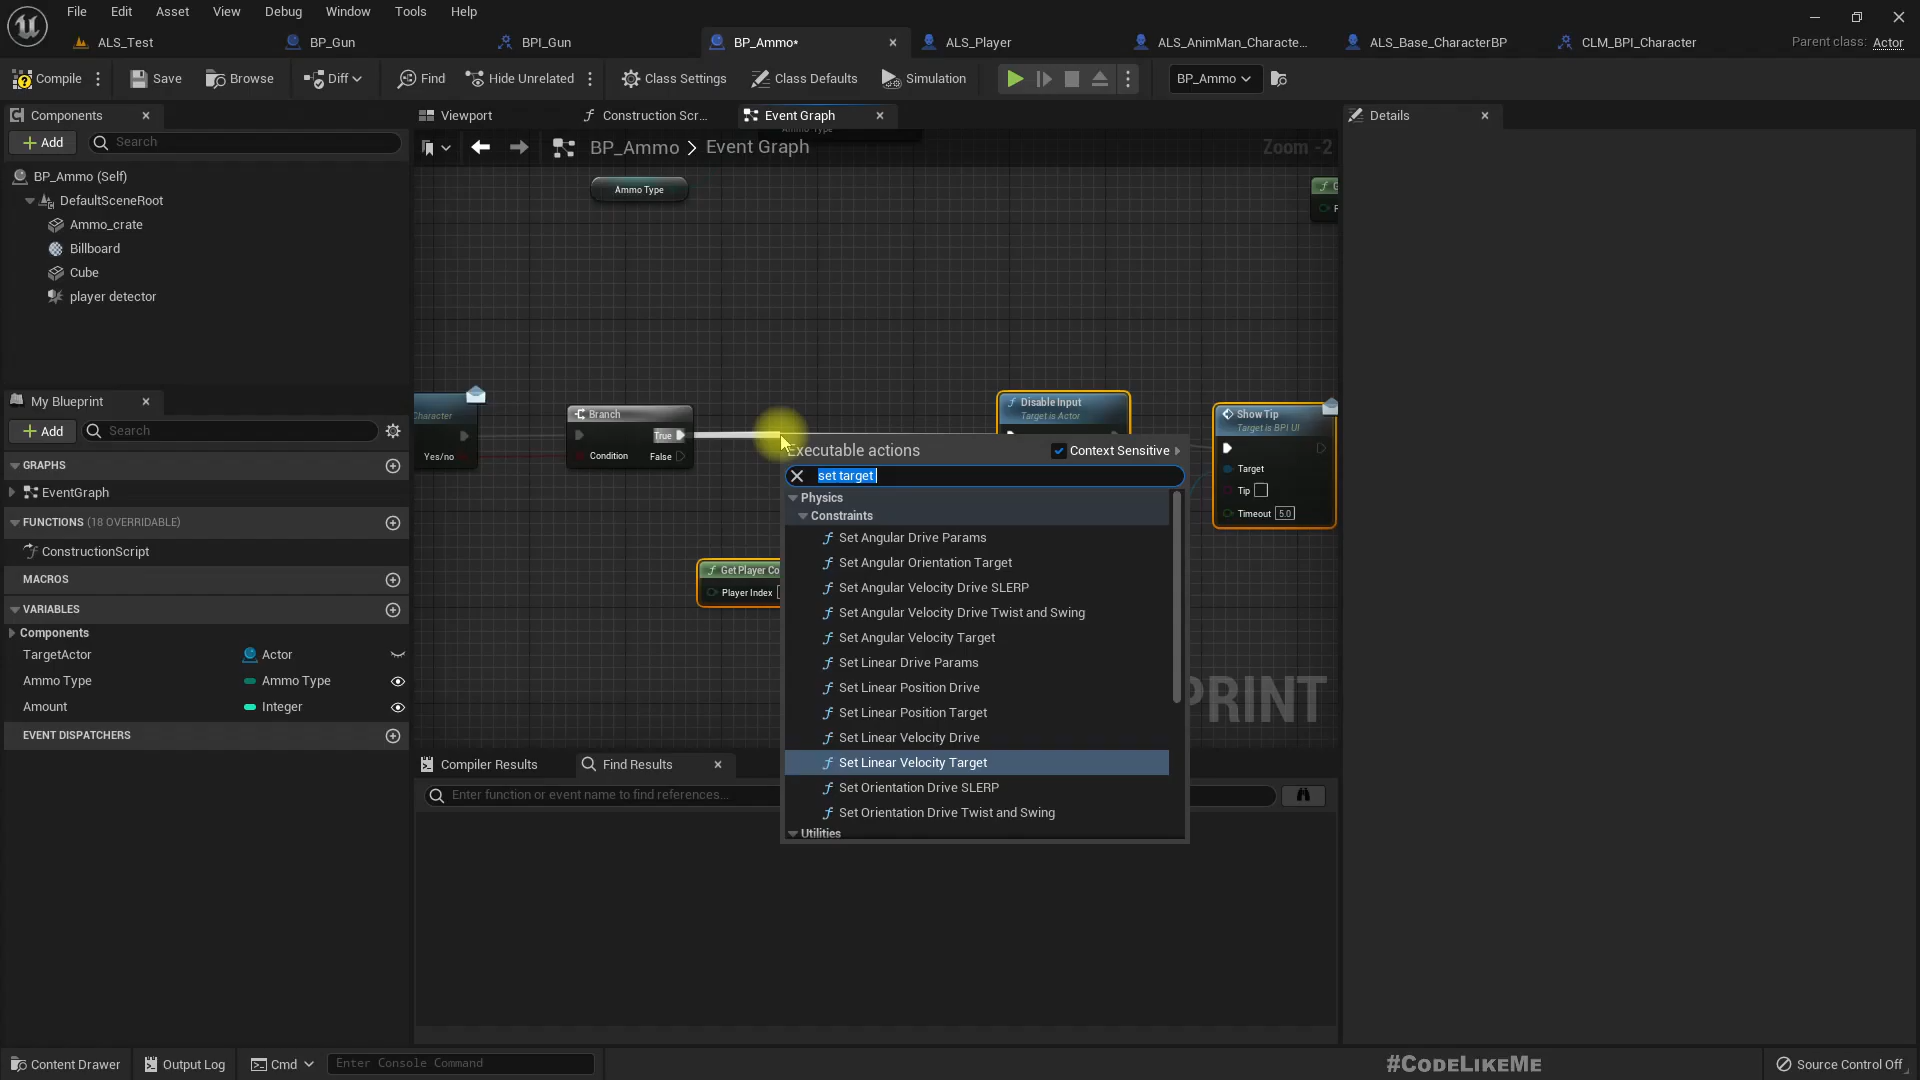 File Edit Asset View Debug Window Tools Help
ALS_Test BP_Gun BPI_Gun BP_Ammo* ALS_Player ALS_AnimMan_Characte... ALS_Base_CharacterBP CLM_BPI_Character Parent class: Actor
Compile Save Browse Diff Find Hide Unrelated Class Settings Class Defaults Simulation BP_Ammo
Components Viewport Construction Scr... Event Graph Details
Add Search BP_Ammo > Event Graph Zoom -2
Ammo Type
BP_Ammo (Self) Ammo Type
DefaultSceneRoot
Ammo_crate
Billboard
Cube
player detector
My Blueprint
Add Search
GRAPHS
EventGraph
FUNCTIONS (18 OVERRIDABLE)
ConstructionScript
MACROS
VARIABLES
Components
TargetActor Actor
Ammo Type Ammo Type
Amount Integer
EVENT DISPATCHERS
Character
Yes/no
Branch
True
Condition False
Disable Input
Target is Actor
Show Tip
Target is BPI UI
Target
Tip
Timeout 5.0
Get Player Co
Player Index
Executable actions Context Sensitive
set target
Physics
Constraints
Set Angular Drive Params
Set Angular Orientation Target
Set Angular Velocity Drive SLERP
Set Angular Velocity Drive Twist and Swing
Set Angular Velocity Target
Set Linear Drive Params
Set Linear Position Drive
Set Linear Position Target
Set Linear Velocity Drive
Set Linear Velocity Target
Set Orientation Drive SLERP
Set Orientation Drive Twist and Swing
Utilities
PRINT
Compiler Results Find Results
Enter function or event name to find references...
Content Drawer Output Log Cmd Enter Console Command #CODELIKEME Source Control Off